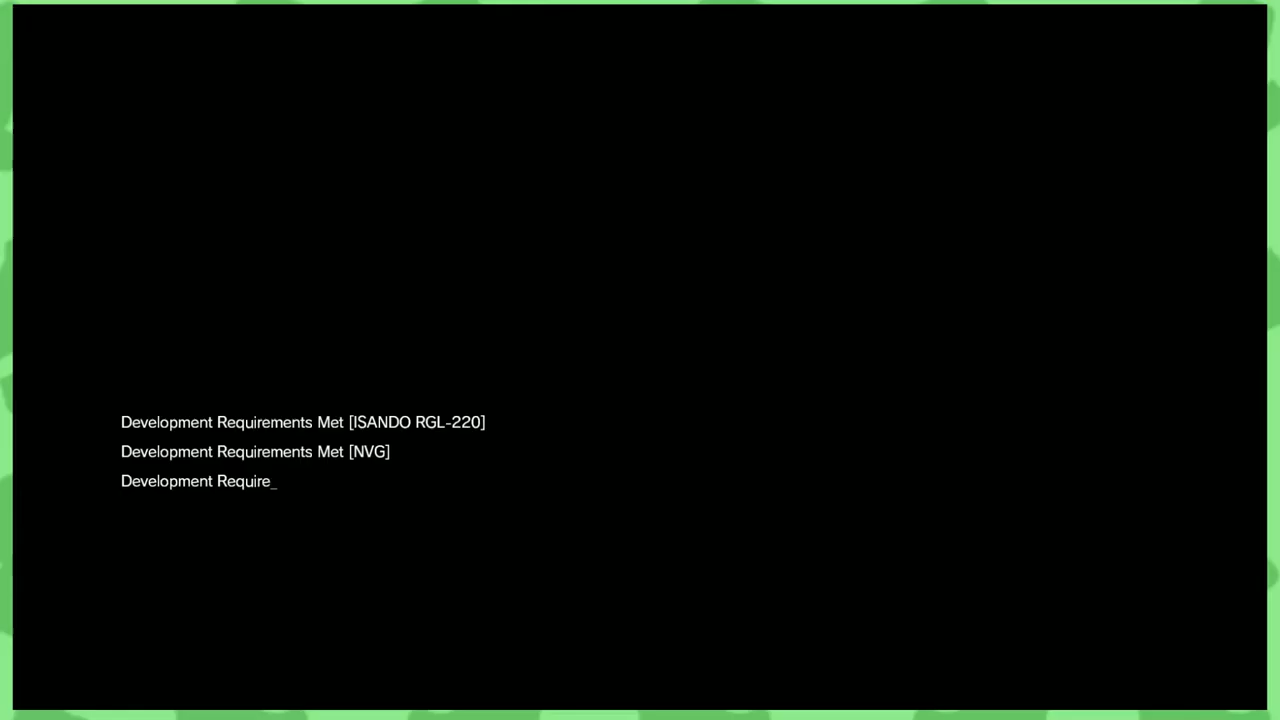 Development Requirements Met [ISANDO RGL-220]
Development Requirements Met [NVG]
Development Require_